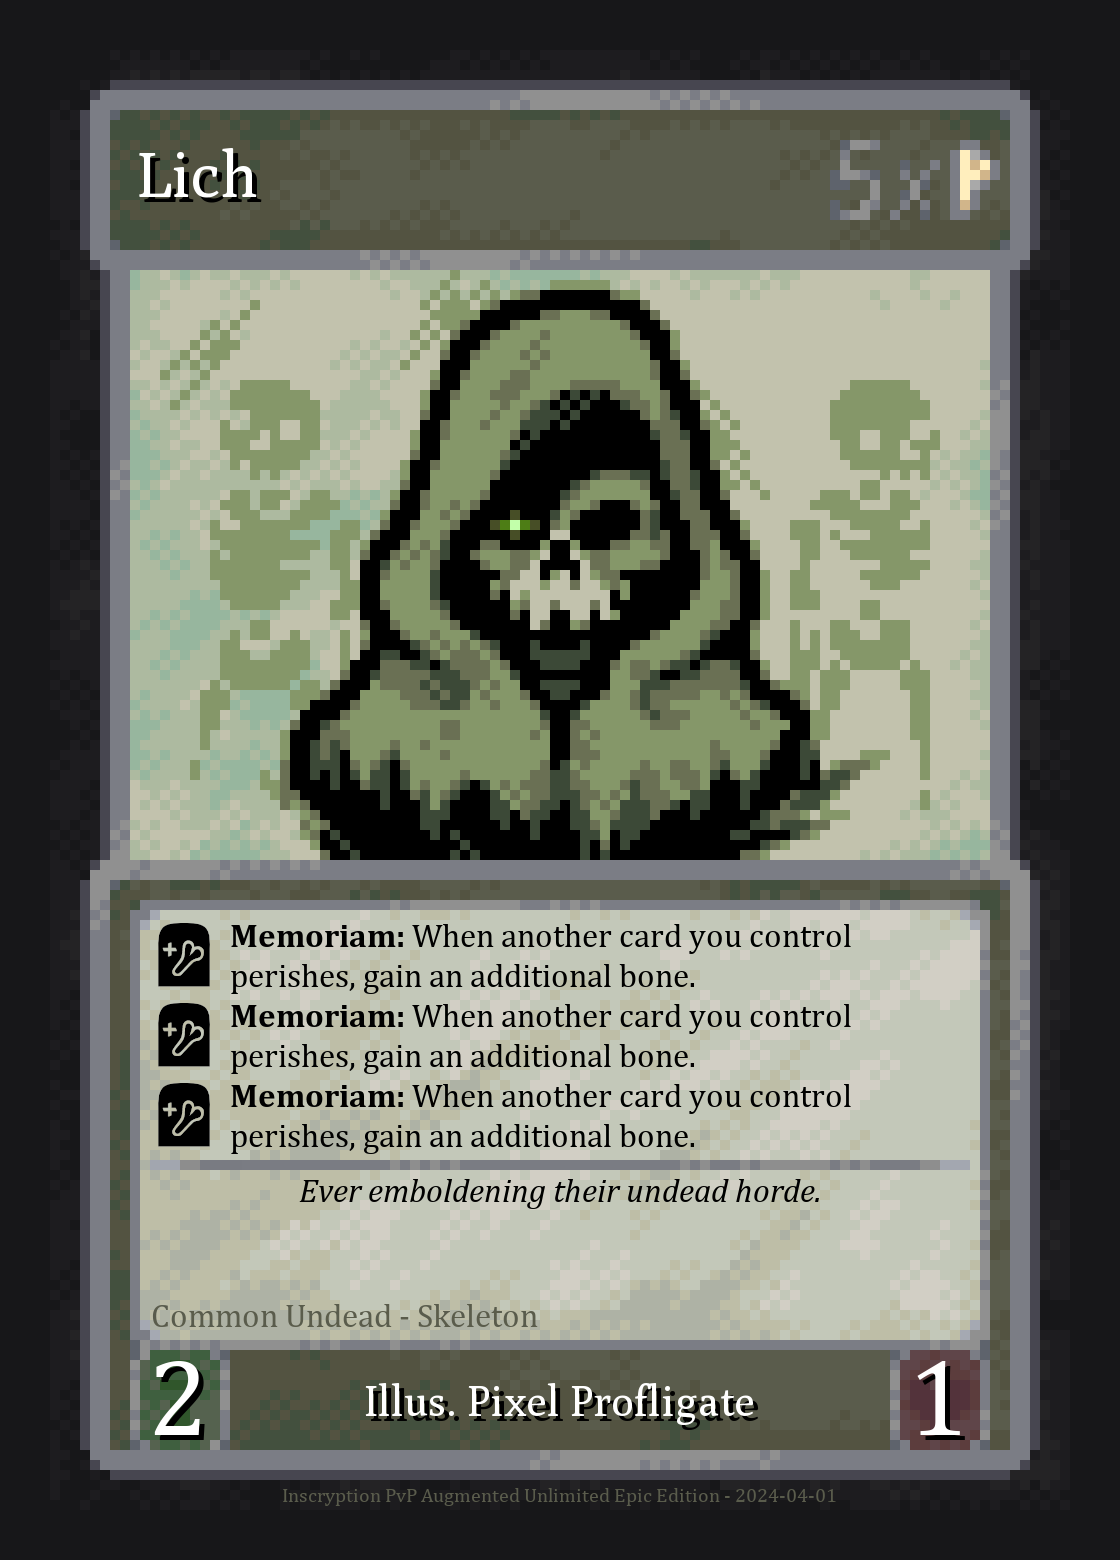 Lich
5x
Memoriam: When another card you control
perishes, gain an additional bone.
Memoriam: When another card you control
perishes, gain an additional bone.
Memoriam: When another card you control
perishes, gain an additional bone.
Ever emboldening their undead horde.
Common Undead - Skeleton
2
Illus. Pixel Profligate
1
Inscryption PvP Augmented Unlimited Epic Edition - 2024-04-01